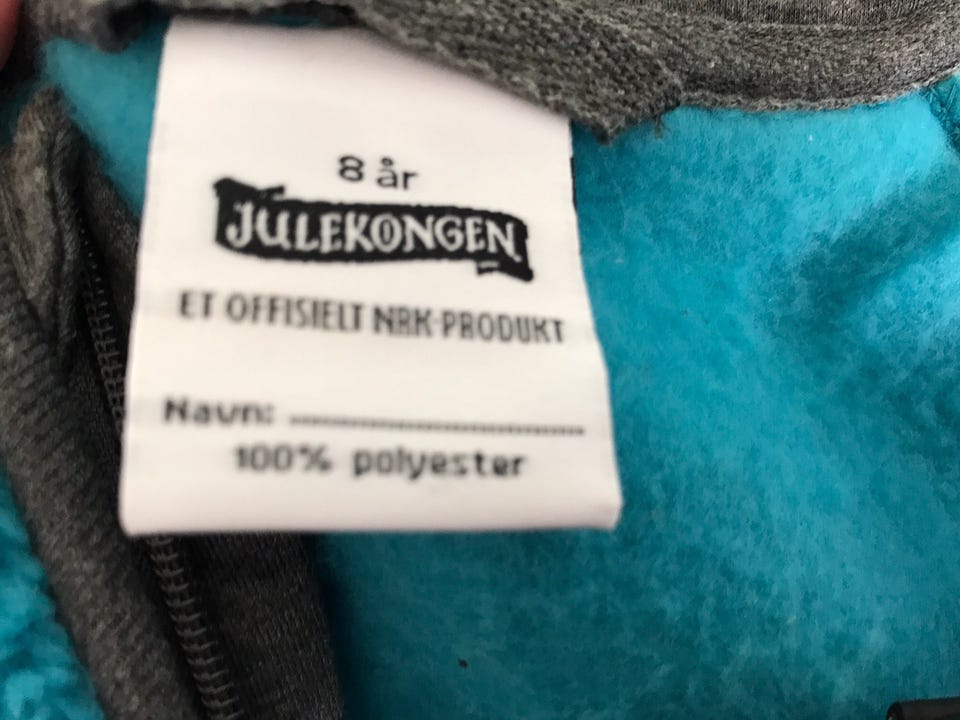 8 år
JULEKONGEN
ET OFFISIELT NRK-PRODUKT
Navn: ................................
100% polyester